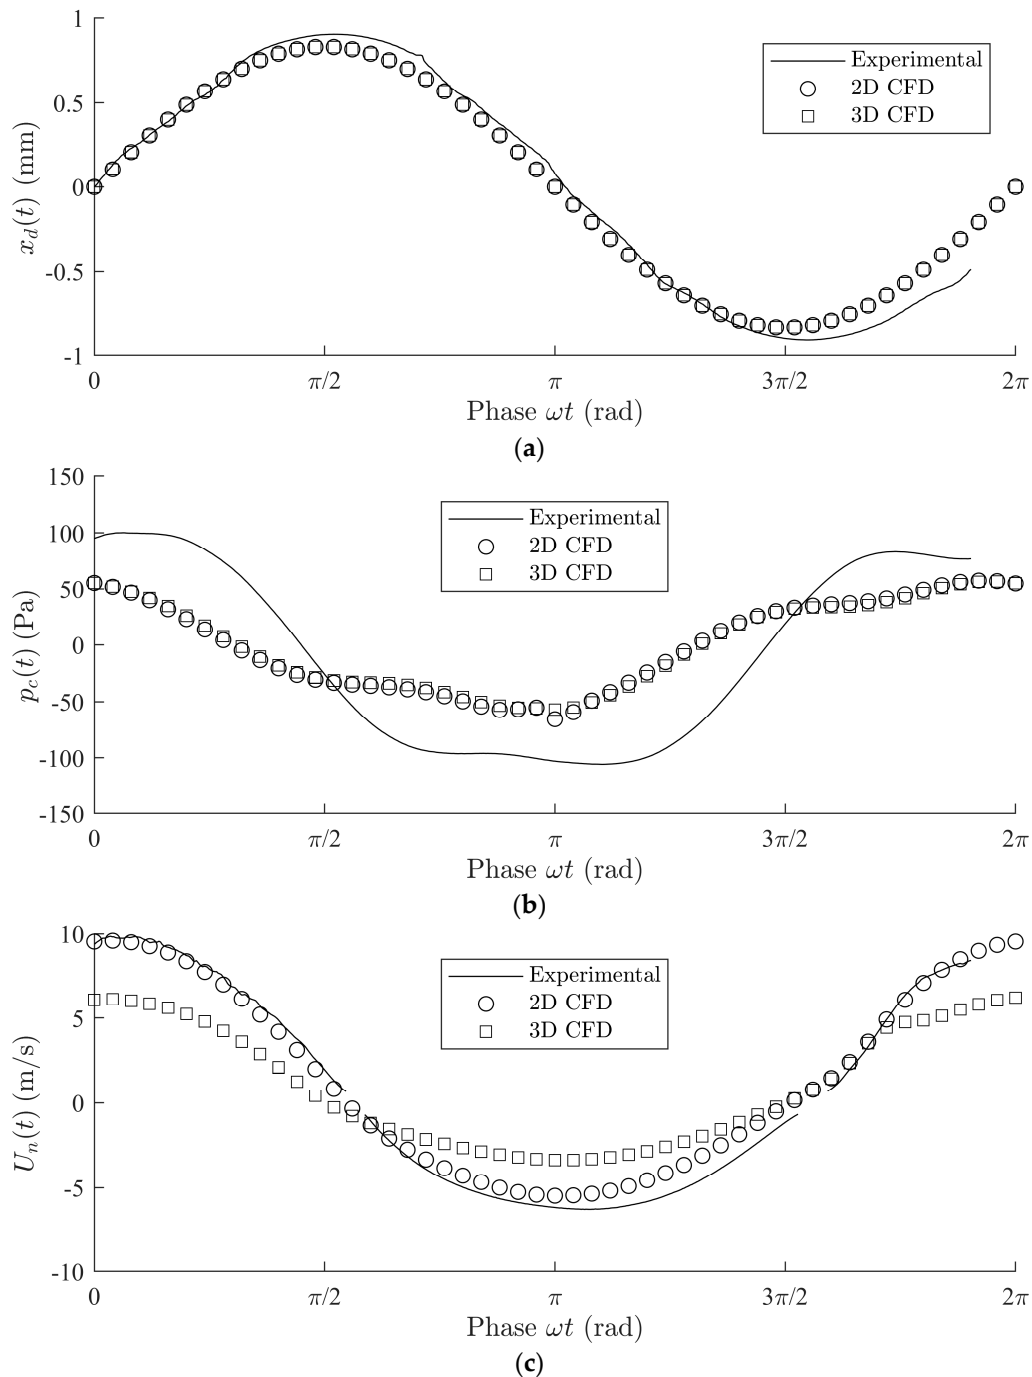 1
0.5
0
-0.5
-1
x_d(t) (mm)
Experimental
2D CFD
3D CFD
0 π/2 π 3π/2 2π
Phase ωt (rad)
(a)
150
100
50
0
-50
-100
-150
p_c(t) (Pa)
Experimental
2D CFD
3D CFD
0 π/2 π 3π/2 2π
Phase ωt (rad)
(b)
10
5
0
-5
-10
U_n(t) (m/s)
Experimental
2D CFD
3D CFD
0 π/2 π 3π/2 2π
Phase ωt (rad)
(c)